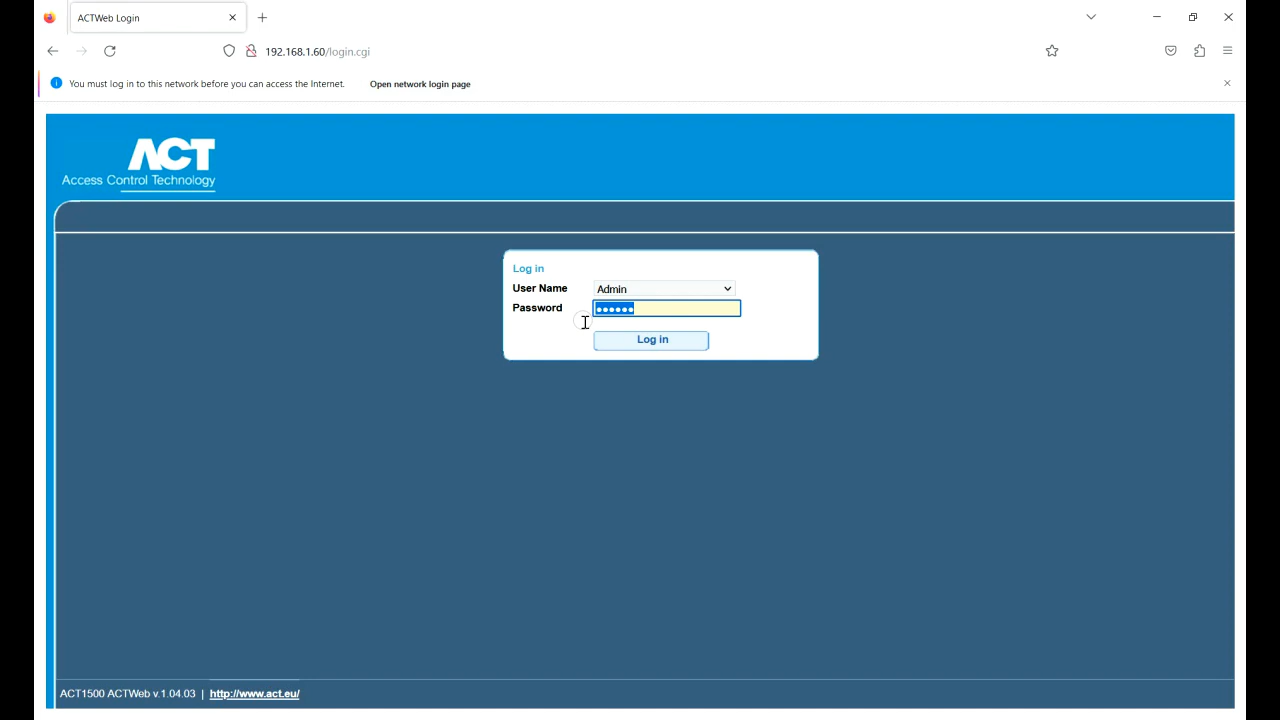 ACTWeb Login
192.168.1.60/login.cgi
You must log in to this network before you can access the Internet. Open network login page
ACT
Access Control Technology
Log in
User Name Admin
Password ••••••
Log in
ACT1500 ACTWeb v.1.04.03 | http://www.act.eu/